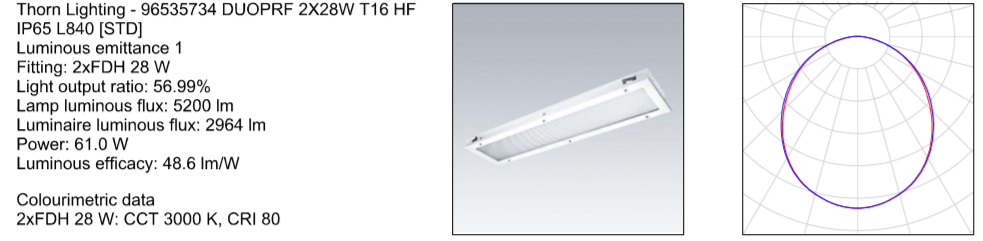 Thorn Lighting - 96535734 DUOPRF 2X28W T16 HF
IP65 L840 [STD]
Luminous emittance 1
Fitting: 2xFDH 28 W
Light output ratio: 56.99%
Lamp luminous flux: 5200 lm
Luminaire luminous flux: 2964 lm
Power: 61.0 W
Luminous efficacy: 48.6 lm/W
Colourimetric data
2xFDH 28 W: CCT 3000 K, CRI 80